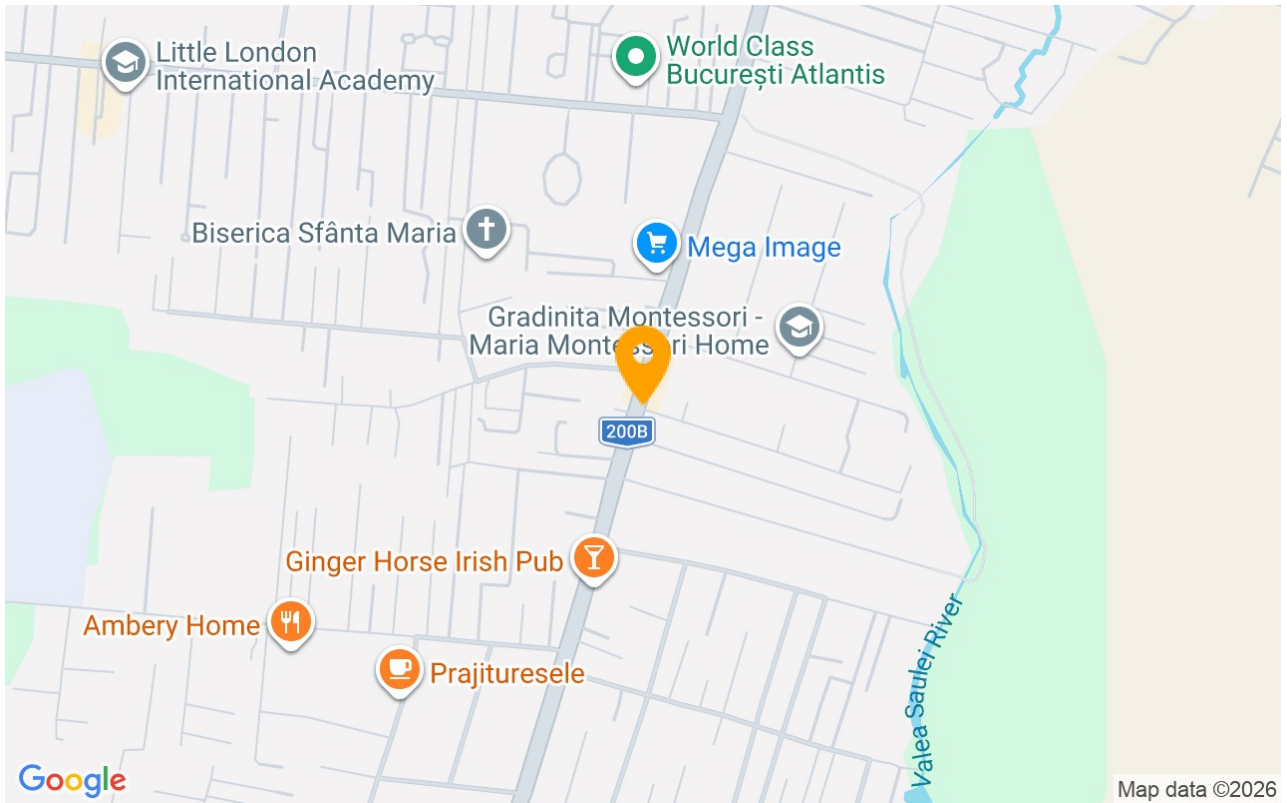 Little London
International Academy
World Class
București Atlantis
Biserica Sfânta Maria
Mega Image
Gradinita Montessori -
Maria Montessori Home
200B
Ginger Horse Irish Pub
Ambery Home
Prajituresele
Valea Saulei River
Google
Map data ©2026